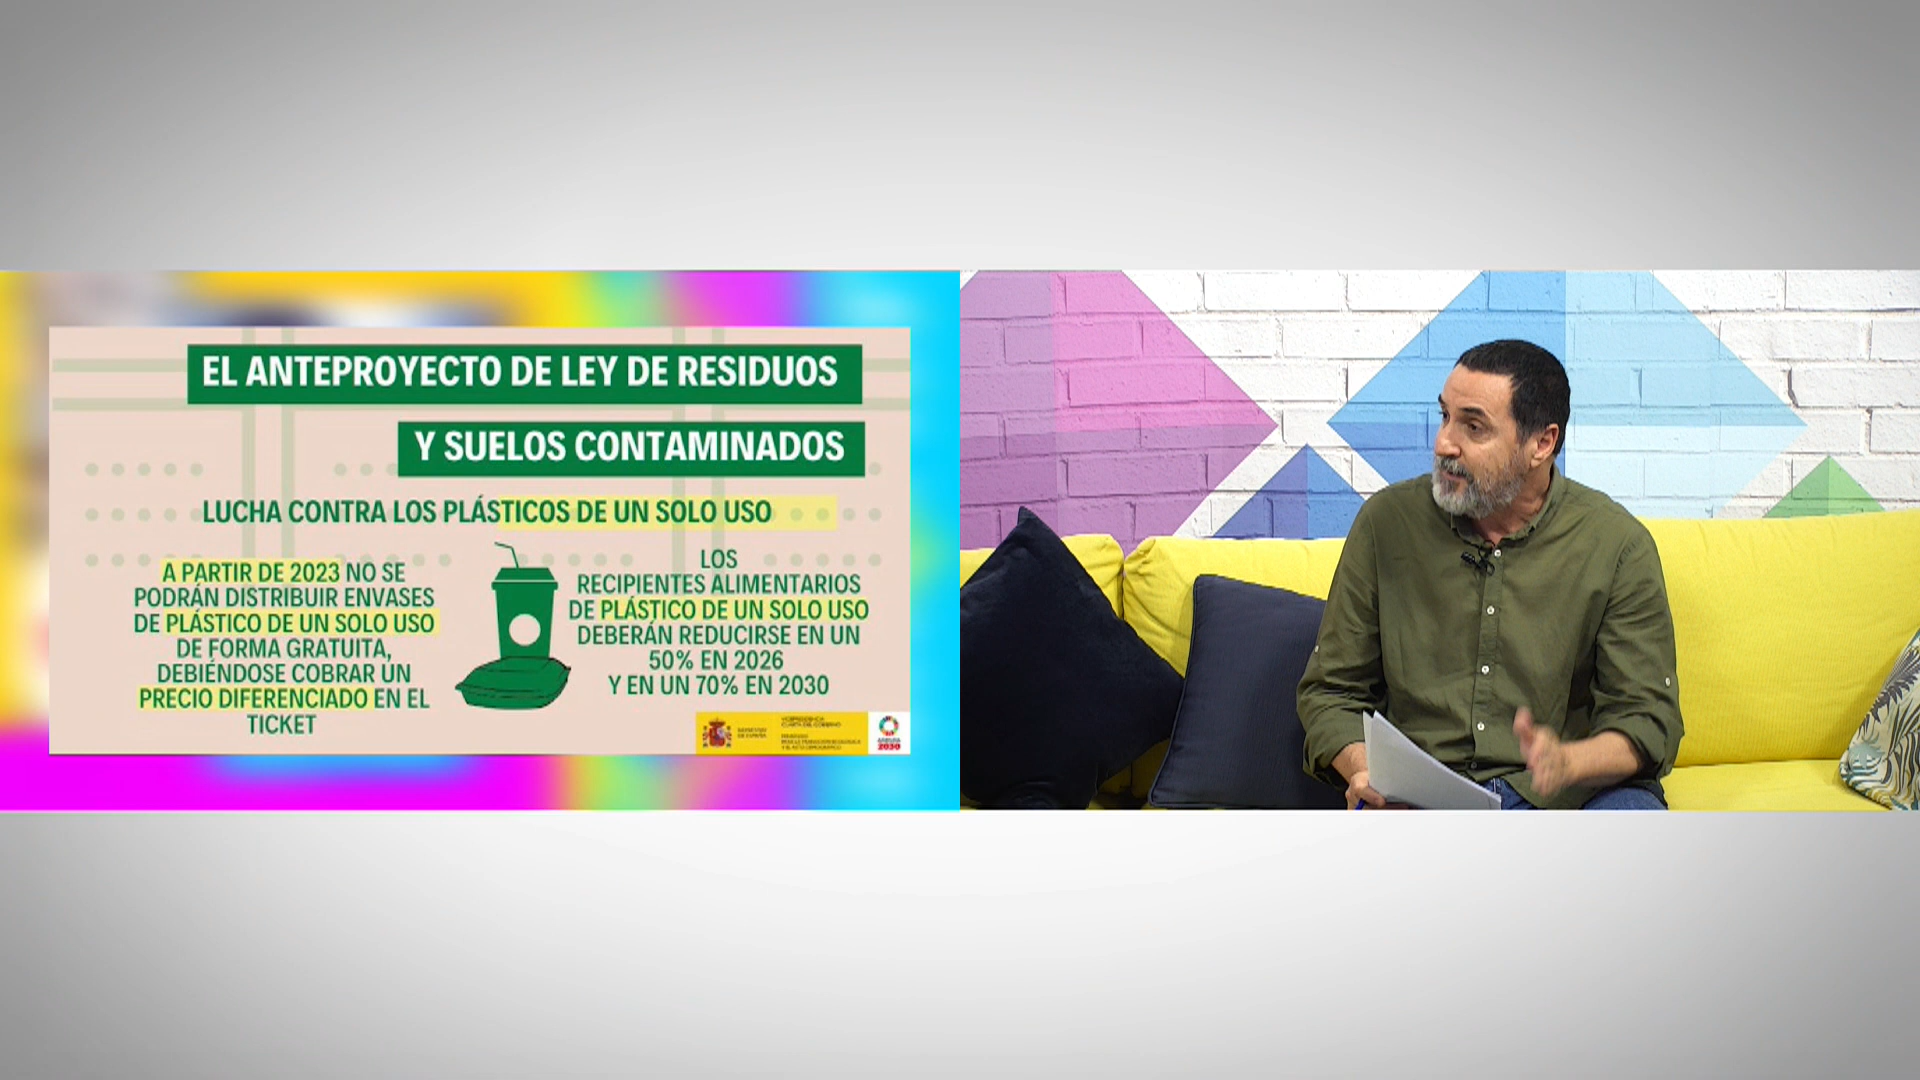 EL ANTEPROYECTO DE LEY DE RESIDUOS
Y SUELOS CONTAMINADOS
LUCHA CONTRA LOS PLÁSTICOS DE UN SOLO USO
A PARTIR DE 2023 NO SE
PODRÁN DISTRIBUIR ENVASES
DE PLÁSTICO DE UN SOLO USO
DE FORMA GRATUITA,
DEBIÉNDOSE COBRAR UN
PRECIO DIFERENCIADO EN EL
TICKET
LOS
RECIPIENTES ALIMENTARIOS
DE PLÁSTICO DE UN SOLO USO
DEBERÁN REDUCIRSE EN UN
50% EN 2026
Y EN UN 70% EN 2030
2030